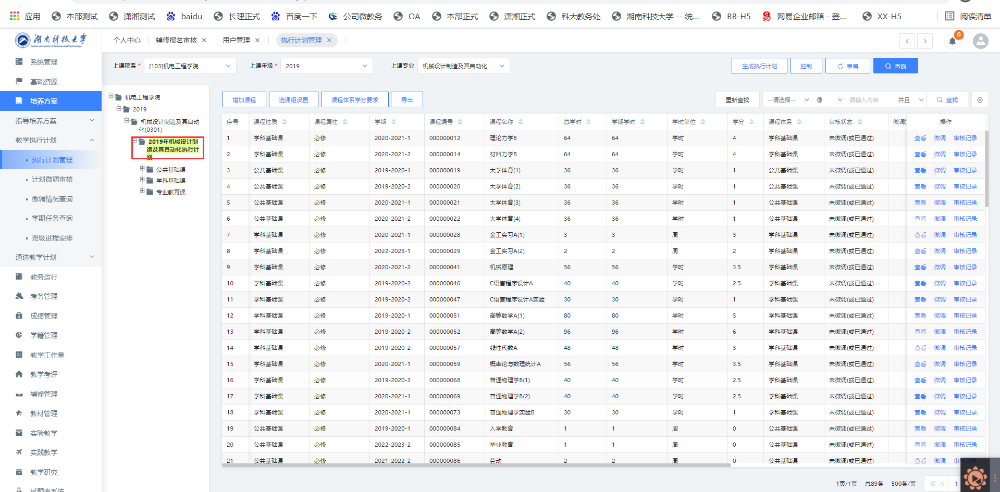 应用 本部测试 潇湘测试 baidu 长理正式 百度一下 公司微教务 OA 本部正式 潇湘正式 科大教务处 湖南科技大学 -- 统... BB-H5 网易企业邮箱 - 登... XX-H5 阅读清单
湖南科技大学
Hunan University of Science and Technology
个人中心 辅修报名审核 × 用户管理 × 执行计划管理 × 0
系统管理
基础资源
培养方案
指导培养方案
教学执行计划
执行计划管理
计划微调审核
微调情况查询
学期任务查询
班级进程安排
通选教学计划
教务运行
考务管理
成绩管理
学籍管理
教学工作量
教学考评
辅修管理
教材管理
实验教学
实践教学
教学研究
试题库系统
上课院系 * [103]机电工程学院 上课年级 * 2019 上课专业 机械设计制造及其自动化 生成执行计划 控制 重置 查询
机电工程学院
2019
机械设计制造及其自动
化(0301)
2019年机械设计制
造及其自动化执行计
划
公共基础课
学科基础课
专业教育课
增加课程 选课组设置 课程体系学分要求 导出 重新查找 --请选择-- 像 请输入内容 并且 查找
序号 课程性质 课程属性 学期 课程编号 课程名称 总学时 学期学时 学时单位 学分 课程体系 审核状态 操作
1 学科基础课 必修 2020-2021-1 000000012 理论力学B 64 64 学时 4 学科基础课 未微调(或已通过) 查看 微调 审核记录
2 学科基础课 必修 2020-2021-1 000000014 材料力学B 64 64 学时 4 学科基础课 未微调(或已通过) 查看 微调 审核记录
3 公共基础课 必修 2019-2020-1 000000019 大学体育(1) 36 36 学时 1 公共基础课 未微调(或已通过) 查看 微调 审核记录
4 公共基础课 必修 2019-2020-2 000000020 大学体育(2) 36 36 学时 1 公共基础课 未微调(或已通过) 查看 微调 审核记录
5 公共基础课 必修 2020-2021-1 000000021 大学体育(3) 36 36 学时 1 公共基础课 未微调(或已通过) 查看 微调 审核记录
6 公共基础课 必修 2020-2021-2 000000022 大学体育(4) 36 36 学时 1 公共基础课 未微调(或已通过) 查看 微调 审核记录
7 学科基础课 必修 2020-2021-1 000000028 金工实习A(1) 3 3 周 3 学科基础课 未微调(或已通过) 查看 微调 审核记录
8 学科基础课 必修 2022-2023-1 000000029 金工实习A(2) 2 2 周 2 学科基础课 未微调(或已通过) 查看 微调 审核记录
9 学科基础课 必修 2020-2021-2 000000041 机械原理 56 56 学时 3.5 学科基础课 未微调(或已通过) 查看 微调 审核记录
10 学科基础课 必修 2019-2020-2 000000046 C语言程序设计A 40 40 学时 2.5 学科基础课 未微调(或已通过) 查看 微调 审核记录
11 学科基础课 必修 2019-2020-2 000000047 C语言程序设计A实验 30 30 学时 1 学科基础课 未微调(或已通过) 查看 微调 审核记录
12 学科基础课 必修 2019-2020-1 000000051 高等数学A(1) 80 80 学时 5 学科基础课 未微调(或已通过) 查看 微调 审核记录
13 学科基础课 必修 2019-2020-2 000000052 高等数学A(2) 96 96 学时 6 学科基础课 未微调(或已通过) 查看 微调 审核记录
14 学科基础课 必修 2019-2020-2 000000057 线性代数A 48 48 学时 3 学科基础课 未微调(或已通过) 查看 微调 审核记录
15 学科基础课 必修 2020-2021-1 000000059 概率论与数理统计A 56 56 学时 3.5 学科基础课 未微调(或已通过) 查看 微调 审核记录
16 学科基础课 必修 2019-2020-2 000000068 普通物理学B(1) 40 40 学时 2.5 学科基础课 未微调(或已通过) 查看 微调 审核记录
17 学科基础课 必修 2020-2021-1 000000069 普通物理学B(2) 40 40 学时 2.5 学科基础课 未微调(或已通过) 查看 微调 审核记录
18 学科基础课 必修 2020-2021-1 000000073 普通物理学实验B 30 30 学时 1 学科基础课 未微调(或已通过) 查看 微调 审核记录
19 公共基础课 必修 2019-2020-1 000000084 入学教育 1 1 周 0 公共基础课 未微调(或已通过) 查看 微调 审核记录
20 公共基础课 必修 2022-2023-2 000000085 毕业教育 1 1 周 0 公共基础课 未微调(或已通过) 查看 微调 审核记录
21 公共基础课 必修 2021-2022-2 000000086 劳动 2 2 周 0 公共基础课 未微调(或已通过) 查看 微调
1页/1页 总89条 500条/页 1